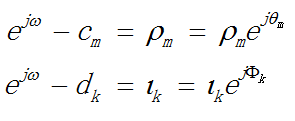 e^{jω} − c_m = ρ_m = ρ_m e^{jθ_m}
e^{jω} − d_k = ι_k = ι_k e^{jΦ_k}